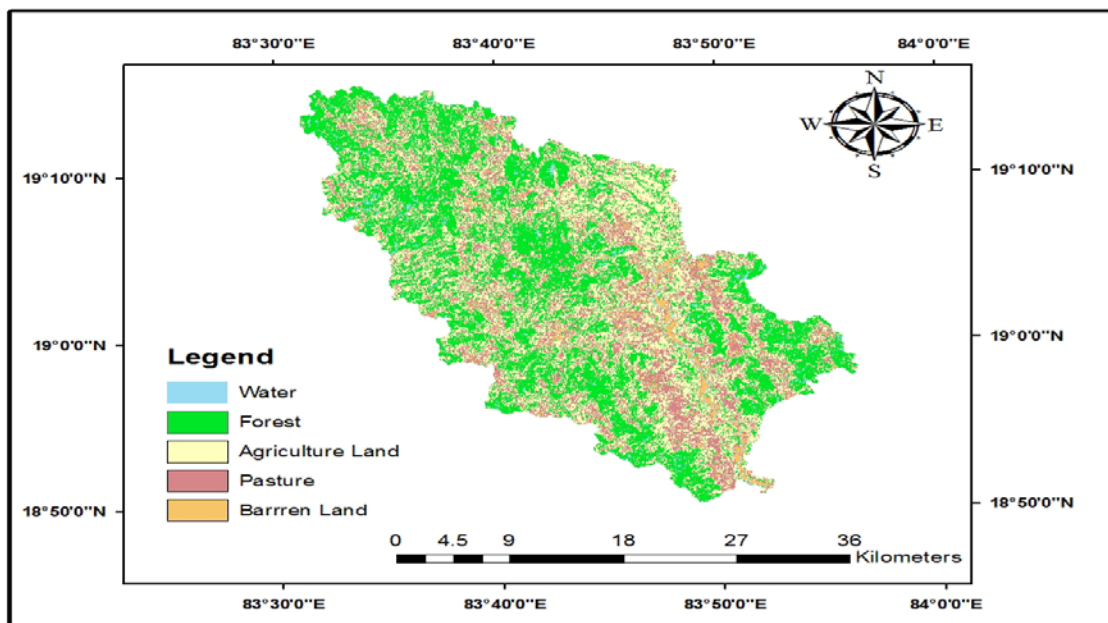 83°30'0"E 83°40'0"E 83°50'0"E 84°0'0"E
N
W E
S
19°10'0"N 19°10'0"N
19°0'0"N 19°0'0"N
Legend
Water
Forest
Agriculture Land
Pasture
Barrren Land
18°50'0"N 18°50'0"N
0 4.5 9 18 27 36
Kilometers
83°30'0"E 83°40'0"E 83°50'0"E 84°0'0"E